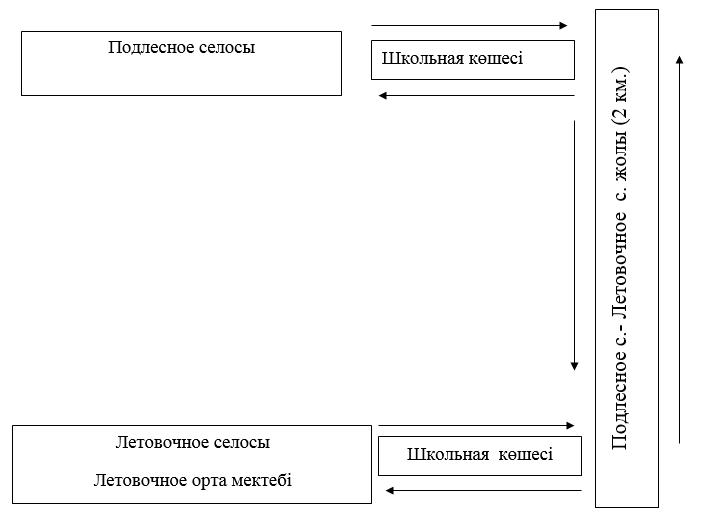 Подлесное селосы
Школьная көшесі
Подлесное с.- Летовочное с. жолы (2 км.)
Летовочное селосы
Летовочное орта мектебі
Школьная көшесі